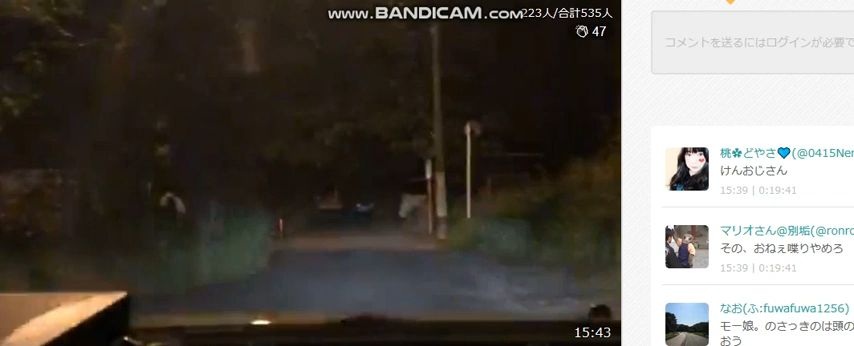 www.BANDICAM.com
223人/合計535人
47
15:43
コメントを送るにはログインが必要で
桃✿どやさ💙(@0415Ner
けんおじさん
15:39 | 0:19:41
マリオさん@別垢(@ronro
その、おねぇ喋りやめろ
15:39 | 0:19:41
なお(ふ:fuwafuwa1256)
モー娘。のさっきのは頭の
おう